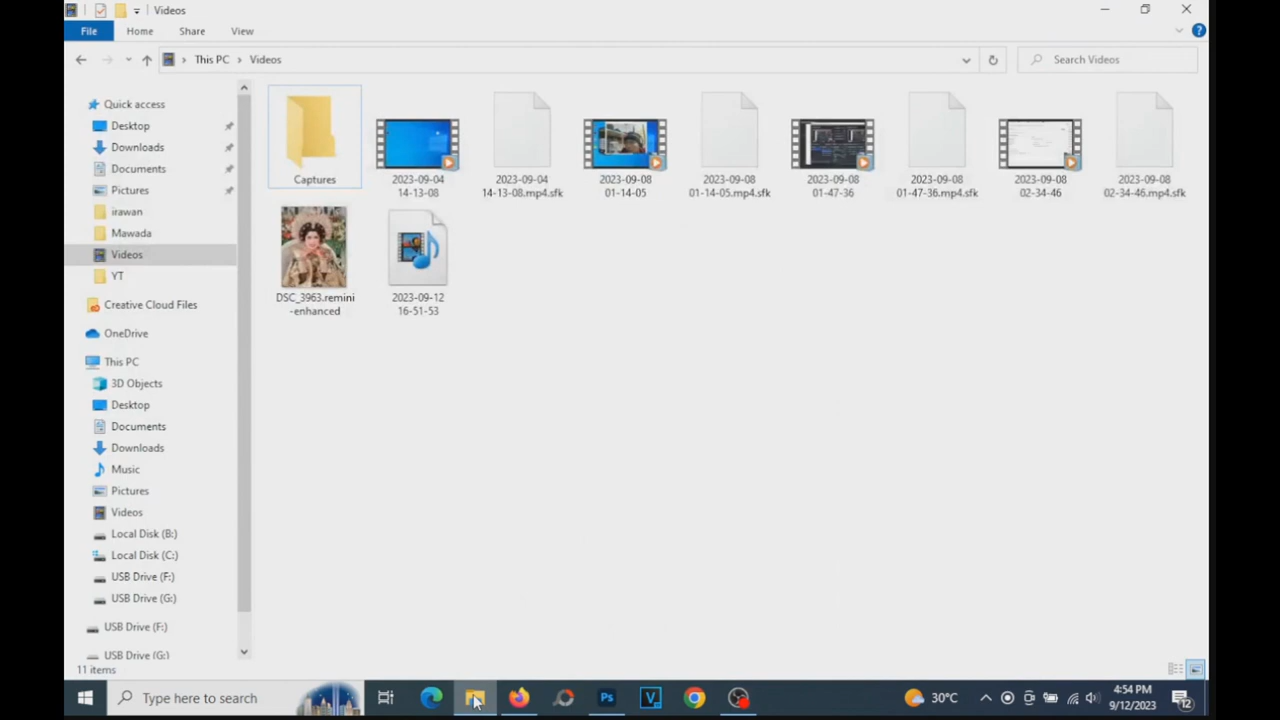 Videos
File Home Share View
This PC Videos
Search Videos
Quick access
Desktop
Downloads
Documents
Pictures
irawan
Mawada
Videos
YT
Creative Cloud Files
OneDrive
This PC
3D Objects
Desktop
Documents
Downloads
Music
Pictures
Videos
Local Disk (B:)
Local Disk (C:)
USB Drive (F:)
USB Drive (G:)
USB Drive (F:)
USB Drive (G:)
Captures
2023-09-04
14-13-08
2023-09-04
14-13-08.mp4.sfk
2023-09-08
01-14-05
2023-09-08
01-14-05.mp4.sfk
2023-09-08
01-47-36
2023-09-08
01-47-36.mp4.sfk
2023-09-08
02-34-46
2023-09-08
02-34-46.mp4.sfk
DSC_3963.remini
-enhanced
2023-09-12
16-51-53
11 items
Type here to search
Ps
V
30°C
4:54 PM
9/12/2023
12